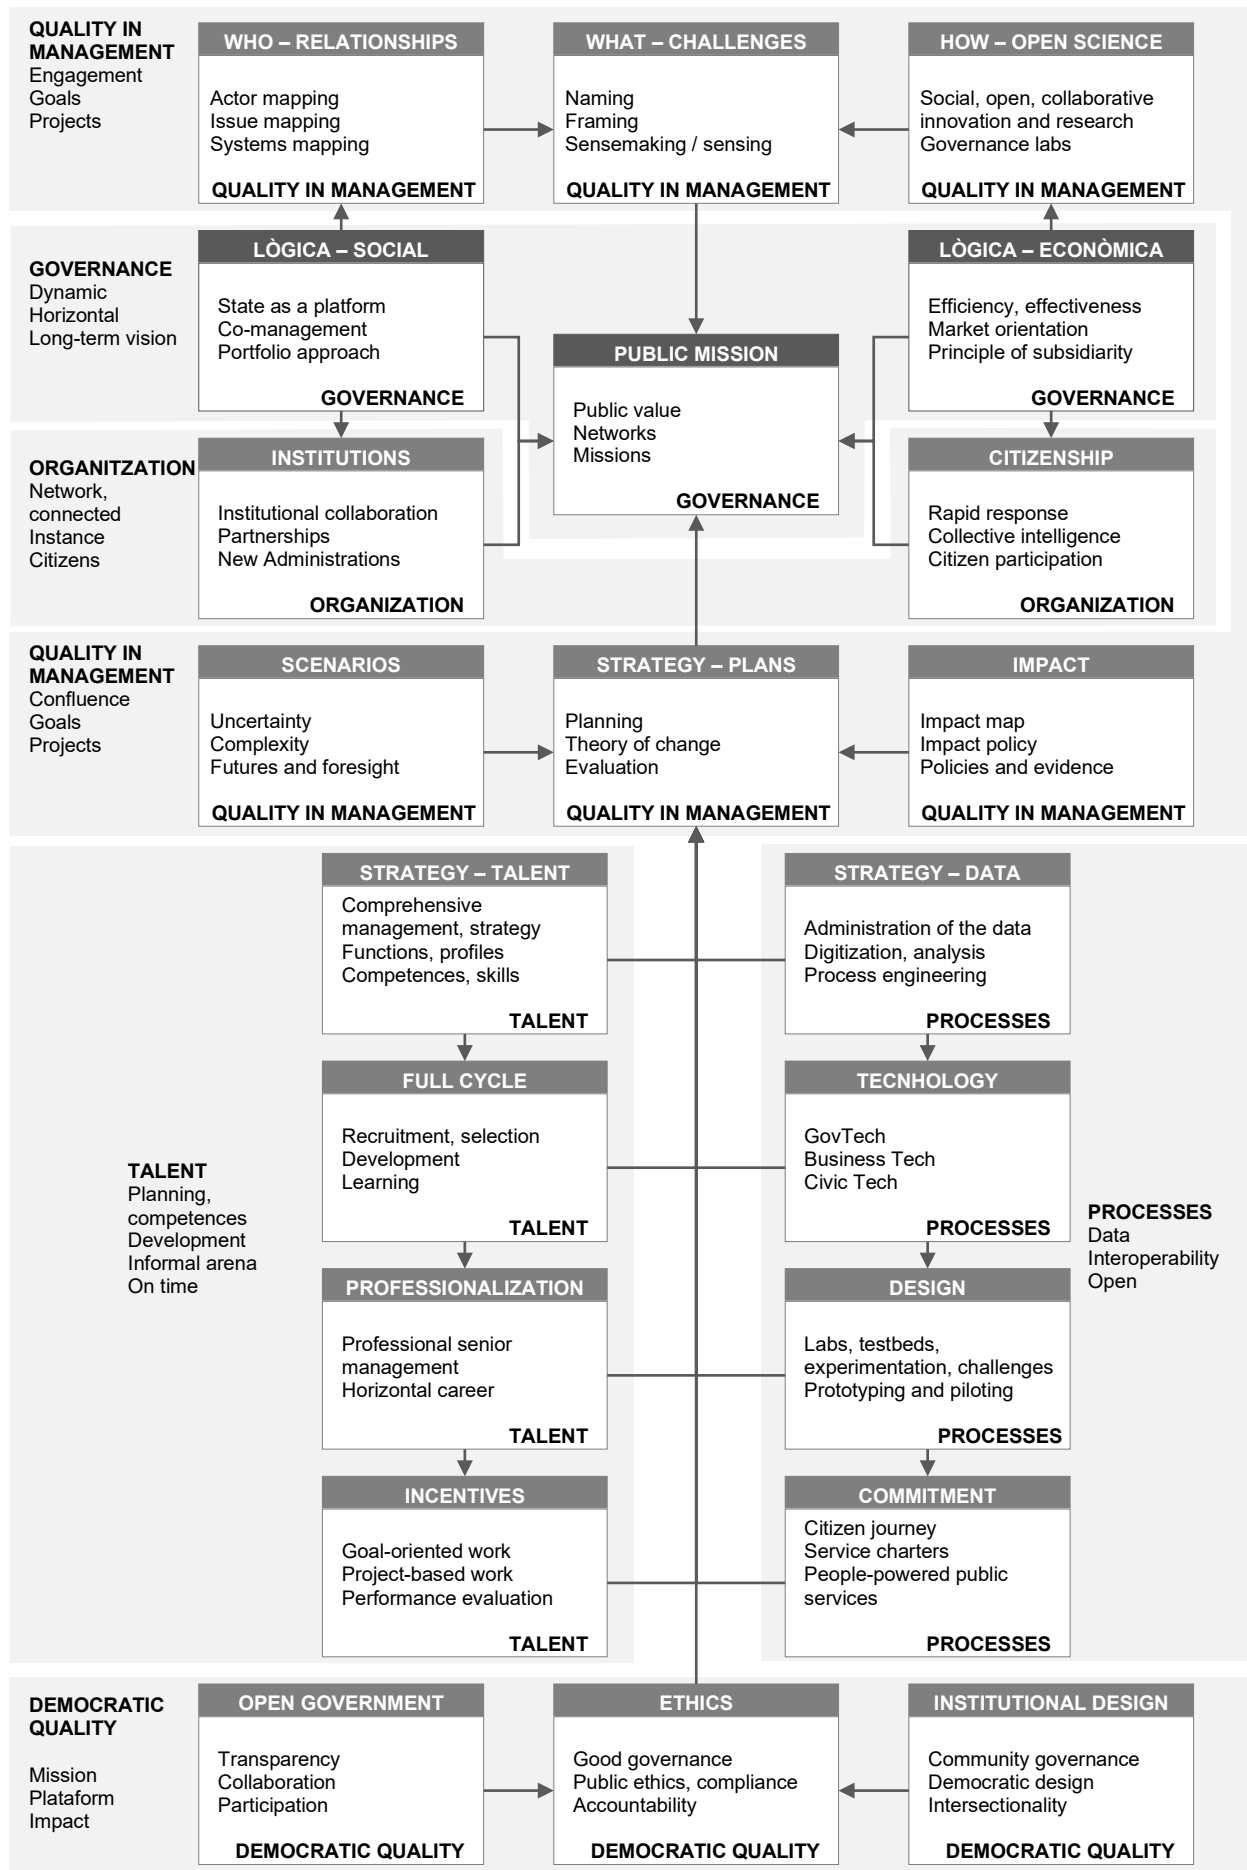 QUALITY IN
MANAGEMENT
Engagement
Goals
Projects
WHO – RELATIONSHIPS
Actor mapping
Issue mapping
Systems mapping
QUALITY IN MANAGEMENT
WHAT – CHALLENGES
Naming
Framing
Sensemaking / sensing
QUALITY IN MANAGEMENT
HOW – OPEN SCIENCE
Social, open, collaborative
innovation and research
Governance labs
QUALITY IN MANAGEMENT
GOVERNANCE
Dynamic
Horizontal
Long-term vision
LÒGICA – SOCIAL
State as a platform
Co-management
Portfolio approach
GOVERNANCE
PUBLIC MISSION
Public value
Networks
Missions
GOVERNANCE
LÒGICA – ECONÒMICA
Efficiency, effectiveness
Market orientation
Principle of subsidiarity
GOVERNANCE
ORGANITZATION
Network,
connected
Instance
Citizens
INSTITUTIONS
Institutional collaboration
Partnerships
New Administrations
ORGANIZATION
CITIZENSHIP
Rapid response
Collective intelligence
Citizen participation
ORGANIZATION
QUALITY IN
MANAGEMENT
Confluence
Goals
Projects
SCENARIOS
Uncertainty
Complexity
Futures and foresight
QUALITY IN MANAGEMENT
STRATEGY – PLANS
Planning
Theory of change
Evaluation
QUALITY IN MANAGEMENT
IMPACT
Impact map
Impact policy
Policies and evidence
QUALITY IN MANAGEMENT
TALENT
Planning,
competences
Development
Informal arena
On time
STRATEGY – TALENT
Comprehensive
management, strategy
Functions, profiles
Competences, skills
TALENT
FULL CYCLE
Recruitment, selection
Development
Learning
TALENT
PROFESSIONALIZATION
Professional senior
management
Horizontal career
TALENT
INCENTIVES
Goal-oriented work
Project-based work
Performance evaluation
TALENT
STRATEGY – DATA
Administration of the data
Digitization, analysis
Process engineering
PROCESSES
TECNHOLOGY
GovTech
Business Tech
Civic Tech
PROCESSES
DESIGN
Labs, testbeds,
experimentation, challenges
Prototyping and piloting
PROCESSES
COMMITMENT
Citizen journey
Service charters
People-powered public
services
PROCESSES
PROCESSES
Data
Interoperability
Open
DEMOCRATIC
QUALITY
Mission
Plataform
Impact
OPEN GOVERNMENT
Transparency
Collaboration
Participation
DEMOCRATIC QUALITY
ETHICS
Good governance
Public ethics, compliance
Accountability
DEMOCRATIC QUALITY
INSTITUTIONAL DESIGN
Community governance
Democratic design
Intersectionality
DEMOCRATIC QUALITY